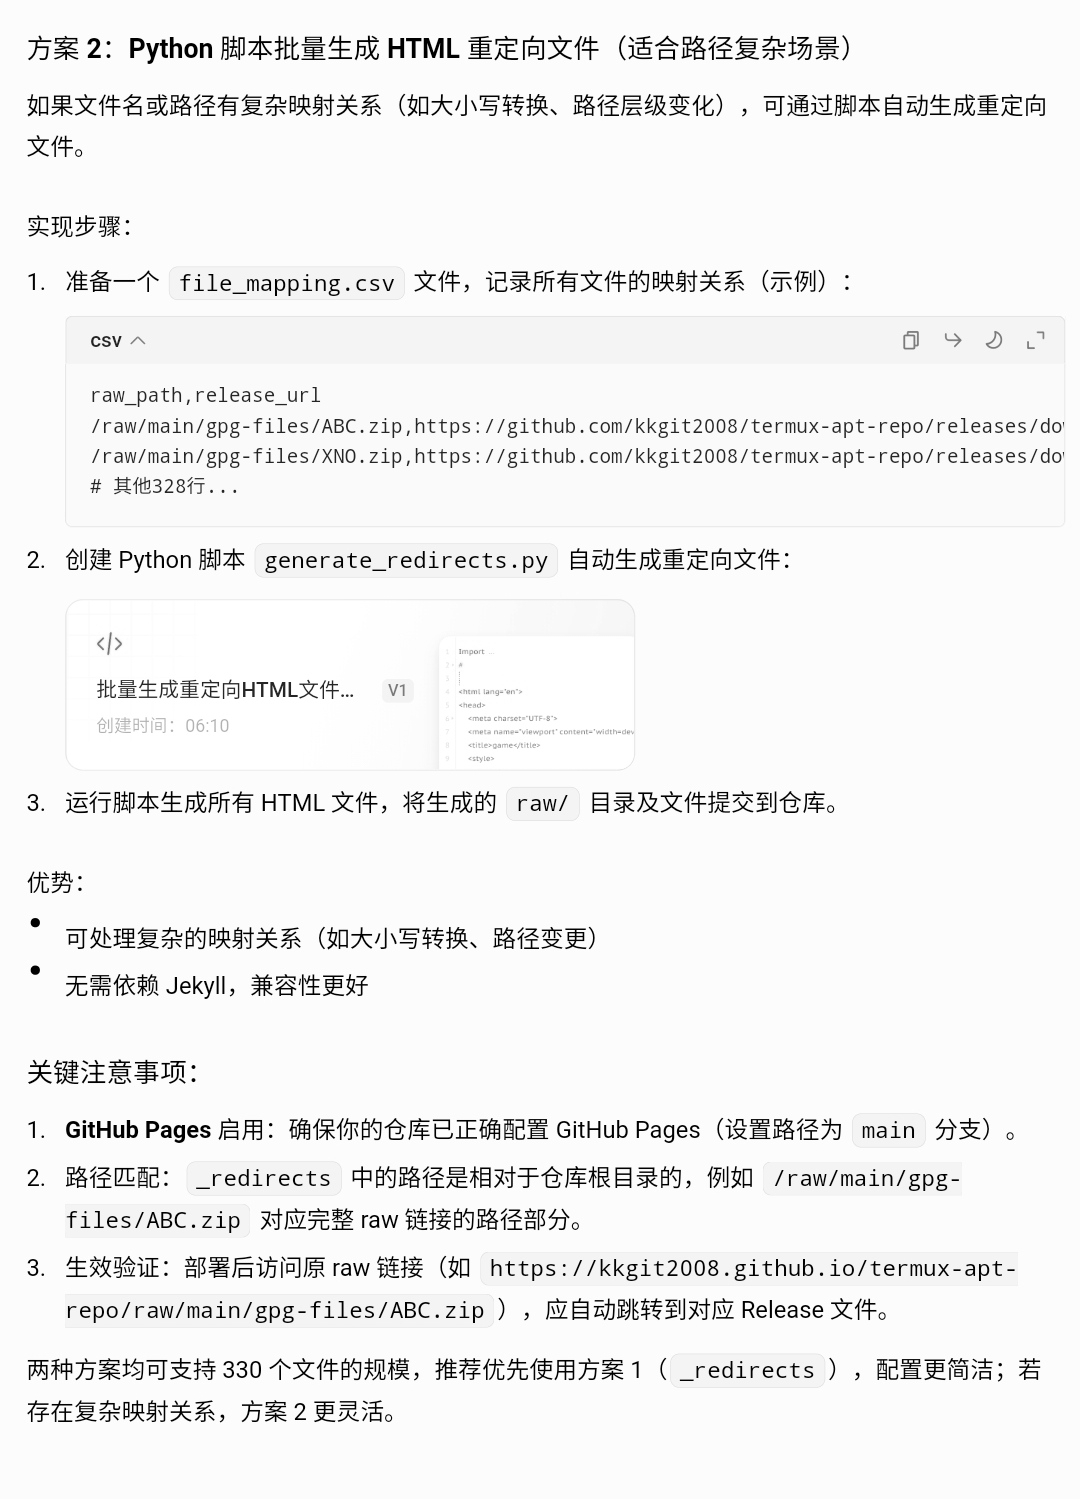 方案 2：Python 脚本批量生成 HTML 重定向文件（适合路径复杂场景）
如果文件名或路径有复杂映射关系（如大小写转换、路径层级变化），可通过脚本自动生成重定向
文件。
实现步骤：
1. 准备一个 file_mapping.csv 文件，记录所有文件的映射关系（示例）：
CSV
raw_path,release_url
/raw/main/gpg-files/ABC.zip,https://github.com/kkgit2008/termux-apt-repo/releases/do
/raw/main/gpg-files/XNO.zip,https://github.com/kkgit2008/termux-apt-repo/releases/do
# 其他328行...
2. 创建 Python 脚本 generate_redirects.py 自动生成重定向文件：
批量生成重定向HTML文件... V1
创建时间：06:10
1 Import ...
2 #
3 
4 <html lang="en">
5 <head>
6 <meta charset="UTF-8">
7 <meta name="viewport" content="width=dev
8 <title>game</title>
9 <style>
3. 运行脚本生成所有 HTML 文件，将生成的 raw/ 目录及文件提交到仓库。
优势：
• 可处理复杂的映射关系（如大小写转换、路径变更）
• 无需依赖 Jekyll，兼容性更好
关键注意事项：
1. GitHub Pages 启用：确保你的仓库已正确配置 GitHub Pages（设置路径为 main 分支）。
2. 路径匹配： _redirects 中的路径是相对于仓库根目录的，例如 /raw/main/gpg-
files/ABC.zip 对应完整 raw 链接的路径部分。
3. 生效验证：部署后访问原 raw 链接（如 https://kkgit2008.github.io/termux-apt-
repo/raw/main/gpg-files/ABC.zip ），应自动跳转到对应 Release 文件。
两种方案均可支持 330 个文件的规模，推荐优先使用方案 1（ _redirects ），配置更简洁；若
存在复杂映射关系，方案 2 更灵活。